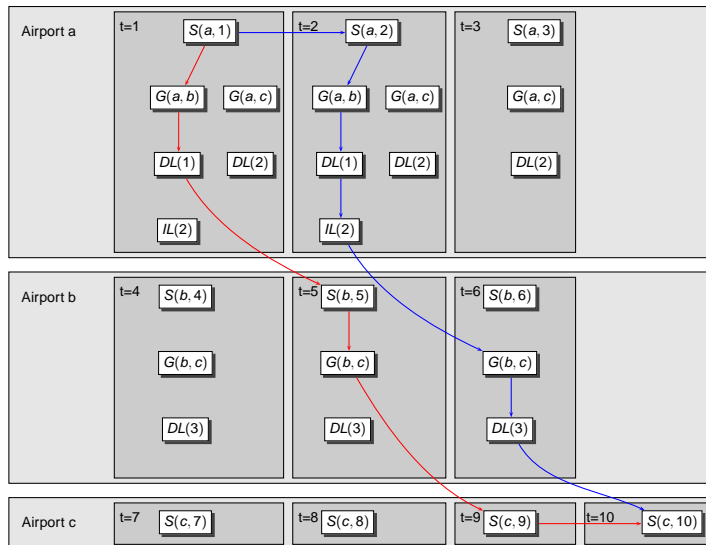 Airport a
t=1
S(a, 1)
t=2
S(a, 2)
t=3
S(a, 3)
G(a, b)
G(a, c)
G(a, b)
G(a, c)
G(a, c)
DL(1)
DL(2)
DL(1)
DL(2)
DL(2)
IL(2)
IL(2)
Airport b
t=4
S(b, 4)
t=5
S(b, 5)
t=6
S(b, 6)
G(b, c)
G(b, c)
G(b, c)
DL(3)
DL(3)
DL(3)
Airport c
t=7
S(c, 7)
t=8
S(c, 8)
t=9
S(c, 9)
t=10
S(c, 10)